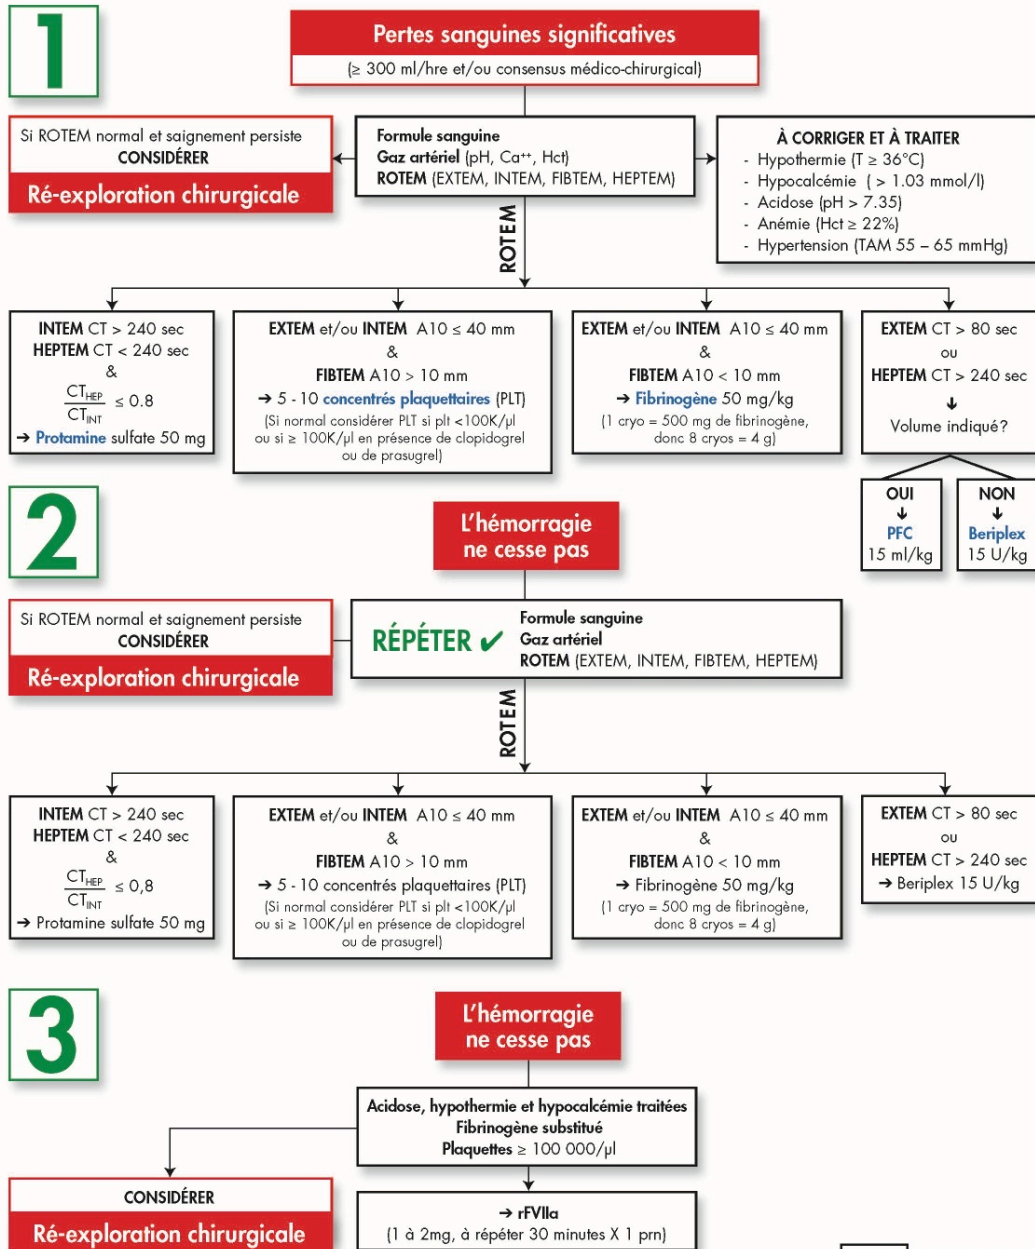 1
Pertes sanguines significatives
(≥ 300 ml/hre et/ou consensus médico-chirurgical)
Si ROTEM normal et saignement persiste
CONSIDÉRER
Ré-exploration chirurgicale
Formule sanguine
Gaz artériel (pH, Ca⁺⁺, Hct)
ROTEM (EXTEM, INTEM, FIBTEM, HEPTEM)
À CORRIGER ET À TRAITER
- Hypothermie (T ≥ 36°C)
- Hypocalcémie ( > 1.03 mmol/l)
- Acidose (pH > 7.35)
- Anémie (Hct ≥ 22%)
- Hypertension (TAM 55 – 65 mmHg)
ROTEM
INTEM CT > 240 sec
HEPTEM CT < 240 sec
&
CT_HEP
CT_INT
≤ 0.8
→ Protamine sulfate 50 mg
EXTEM et/ou INTEM A10 ≤ 40 mm
&
FIBTEM A10 > 10 mm
→ 5 - 10 concentrés plaquettaires (PLT)
(Si normal considérer PLT si plt <100K/µl
ou si ≥ 100K/µl en présence de clopidogrel
ou de prasugrel)
EXTEM et/ou INTEM A10 ≤ 40 mm
&
FIBTEM A10 < 10 mm
→ Fibrinogène 50 mg/kg
(1 cryo = 500 mg de fibrinogène,
donc 8 cryos = 4 g)
EXTEM CT > 80 sec
ou
HEPTEM CT > 240 sec
↓
Volume indiqué?
OUI
↓
PFC
15 ml/kg
NON
↓
Beriplex
15 U/kg
2
L'hémorragie
ne cesse pas
Si ROTEM normal et saignement persiste
CONSIDÉRER
Ré-exploration chirurgicale
RÉPÉTER ✔
Formule sanguine
Gaz artériel
ROTEM (EXTEM, INTEM, FIBTEM, HEPTEM)
ROTEM
INTEM CT > 240 sec
HEPTEM CT < 240 sec
&
CT_HEP
CT_INT
≤ 0,8
→ Protamine sulfate 50 mg
EXTEM et/ou INTEM A10 ≤ 40 mm
&
FIBTEM A10 > 10 mm
→ 5 - 10 concentrés plaquettaires (PLT)
(Si normal considérer PLT si plt <100K/µl
ou si ≥ 100K/µl en présence de clopidogrel
ou de prasugrel)
EXTEM et/ou INTEM A10 ≤ 40 mm
&
FIBTEM A10 < 10 mm
→ Fibrinogène 50 mg/kg
(1 cryo = 500 mg de fibrinogène,
donc 8 cryos = 4 g)
EXTEM CT > 80 sec
ou
HEPTEM CT > 240 sec
→ Beriplex 15 U/kg
3
L'hémorragie
ne cesse pas
Acidose, hypothermie et hypocalcémie traitées
Fibrinogène substitué
Plaquettes ≥ 100 000/µl
CONSIDÉRER
Ré-exploration chirurgicale
→ rFVIIa
(1 à 2mg, à répéter 30 minutes X 1 prn)